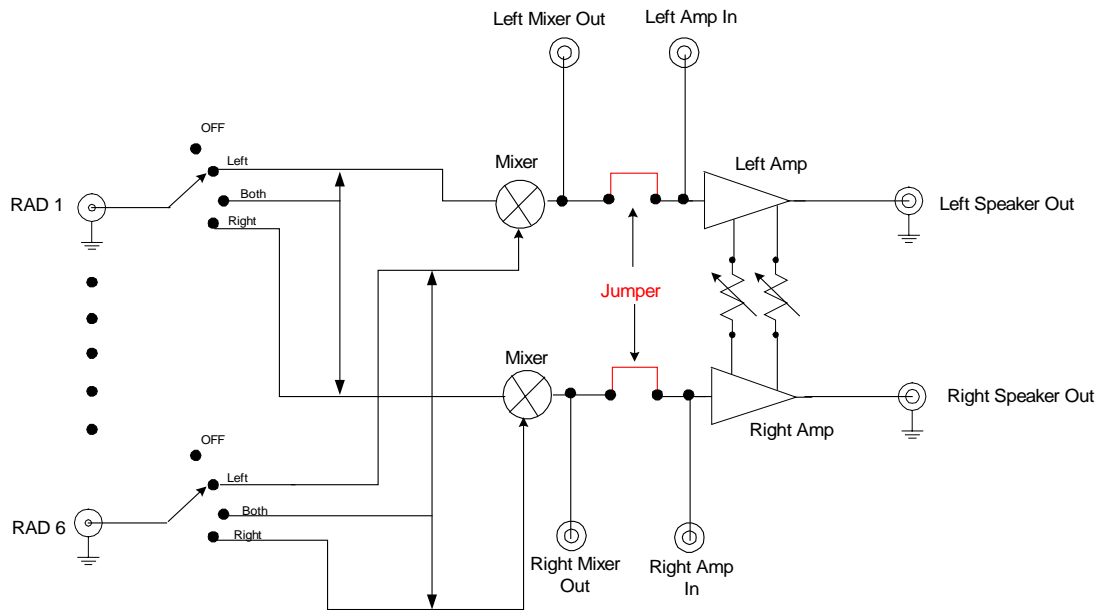 Left Mixer Out
Left Amp In
OFF
Left
Both
Right
RAD 1
Mixer
Left Amp
Left Speaker Out
Jumper
Mixer
Right Amp
Right Speaker Out
OFF
Left
Both
Right
RAD 6
Right Mixer
Out
Right Amp
In